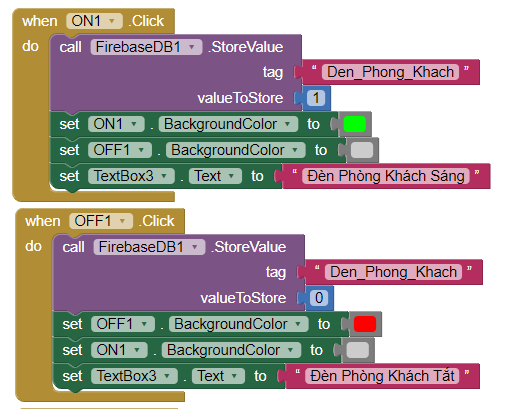 when ON1 .Click
do call FirebaseDB1 .StoreValue
tag " Den_Phong_Khach "
valueToStore 1
set ON1 . BackgroundColor to
set OFF1 . BackgroundColor to
set TextBox3 . Text to " Đèn Phòng Khách Sáng "
when OFF1 .Click
do call FirebaseDB1 .StoreValue
tag " Den_Phong_Khach "
valueToStore 0
set OFF1 . BackgroundColor to
set ON1 . BackgroundColor to
set TextBox3 . Text to " Đèn Phòng Khách Tắt "